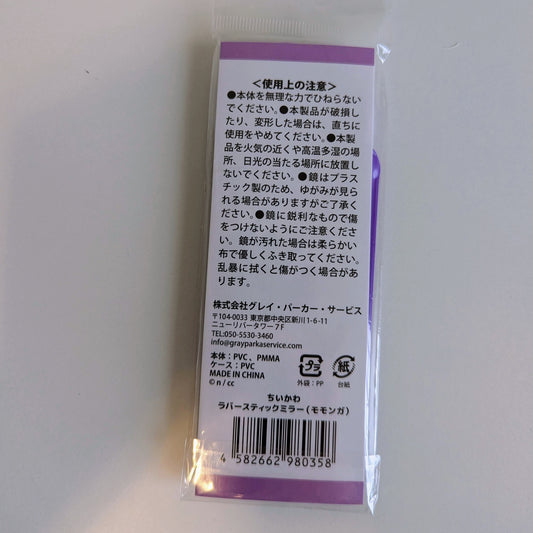 ＜使用上の注意＞
●本体を無理な力でひねらない
でください。●本製品が破損し
たり、変形した場合は、直ちに
使用をやめてください。●本製
品を火気の近くや高温多湿の場
所、日光の当たる場所に放置し
ないでください。●鏡はプラス
チック製のため、ゆがみが見ら
れる場合がありますがご了承く
ださい。●鏡に鋭利なもので傷
をつけないようにご注意くださ
い。鏡が汚れた場合は柔らかい
布で優しくふき取ってください。
乱暴に拭くと傷がつく場合があ
ります。
株式会社グレイ・パーカー・サービス
〒104-0033 東京都中央区新川1-6-11
ニューリバータワー7F
TEL:050-5530-3460
info@grayparkaservice.com
本体：PVC、PMMA
ケース：PVC
MADE IN CHINA
© n / cc
プラ
外袋：PP
紙
台紙
ちいかわ
ラバースティックミラー（モモンガ）
4 582662 980358